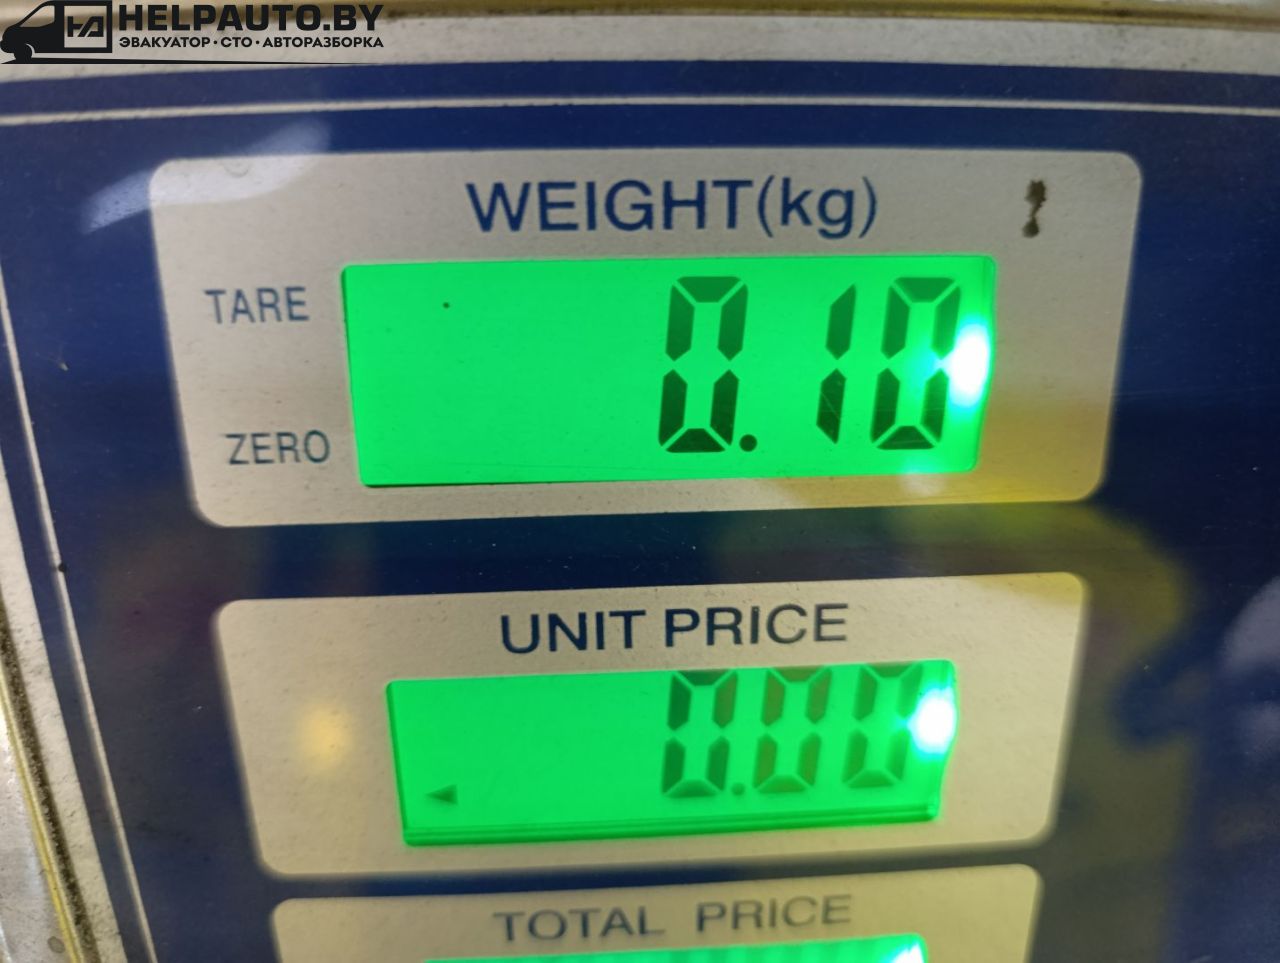 HELPAUTO.BY
ЭВАКУАТОР•СТО•АВТОРАЗБОРКА
WEIGHT(kg)
TARE
0.10
ZERO
UNIT PRICE
0.00
TOTAL PRICE